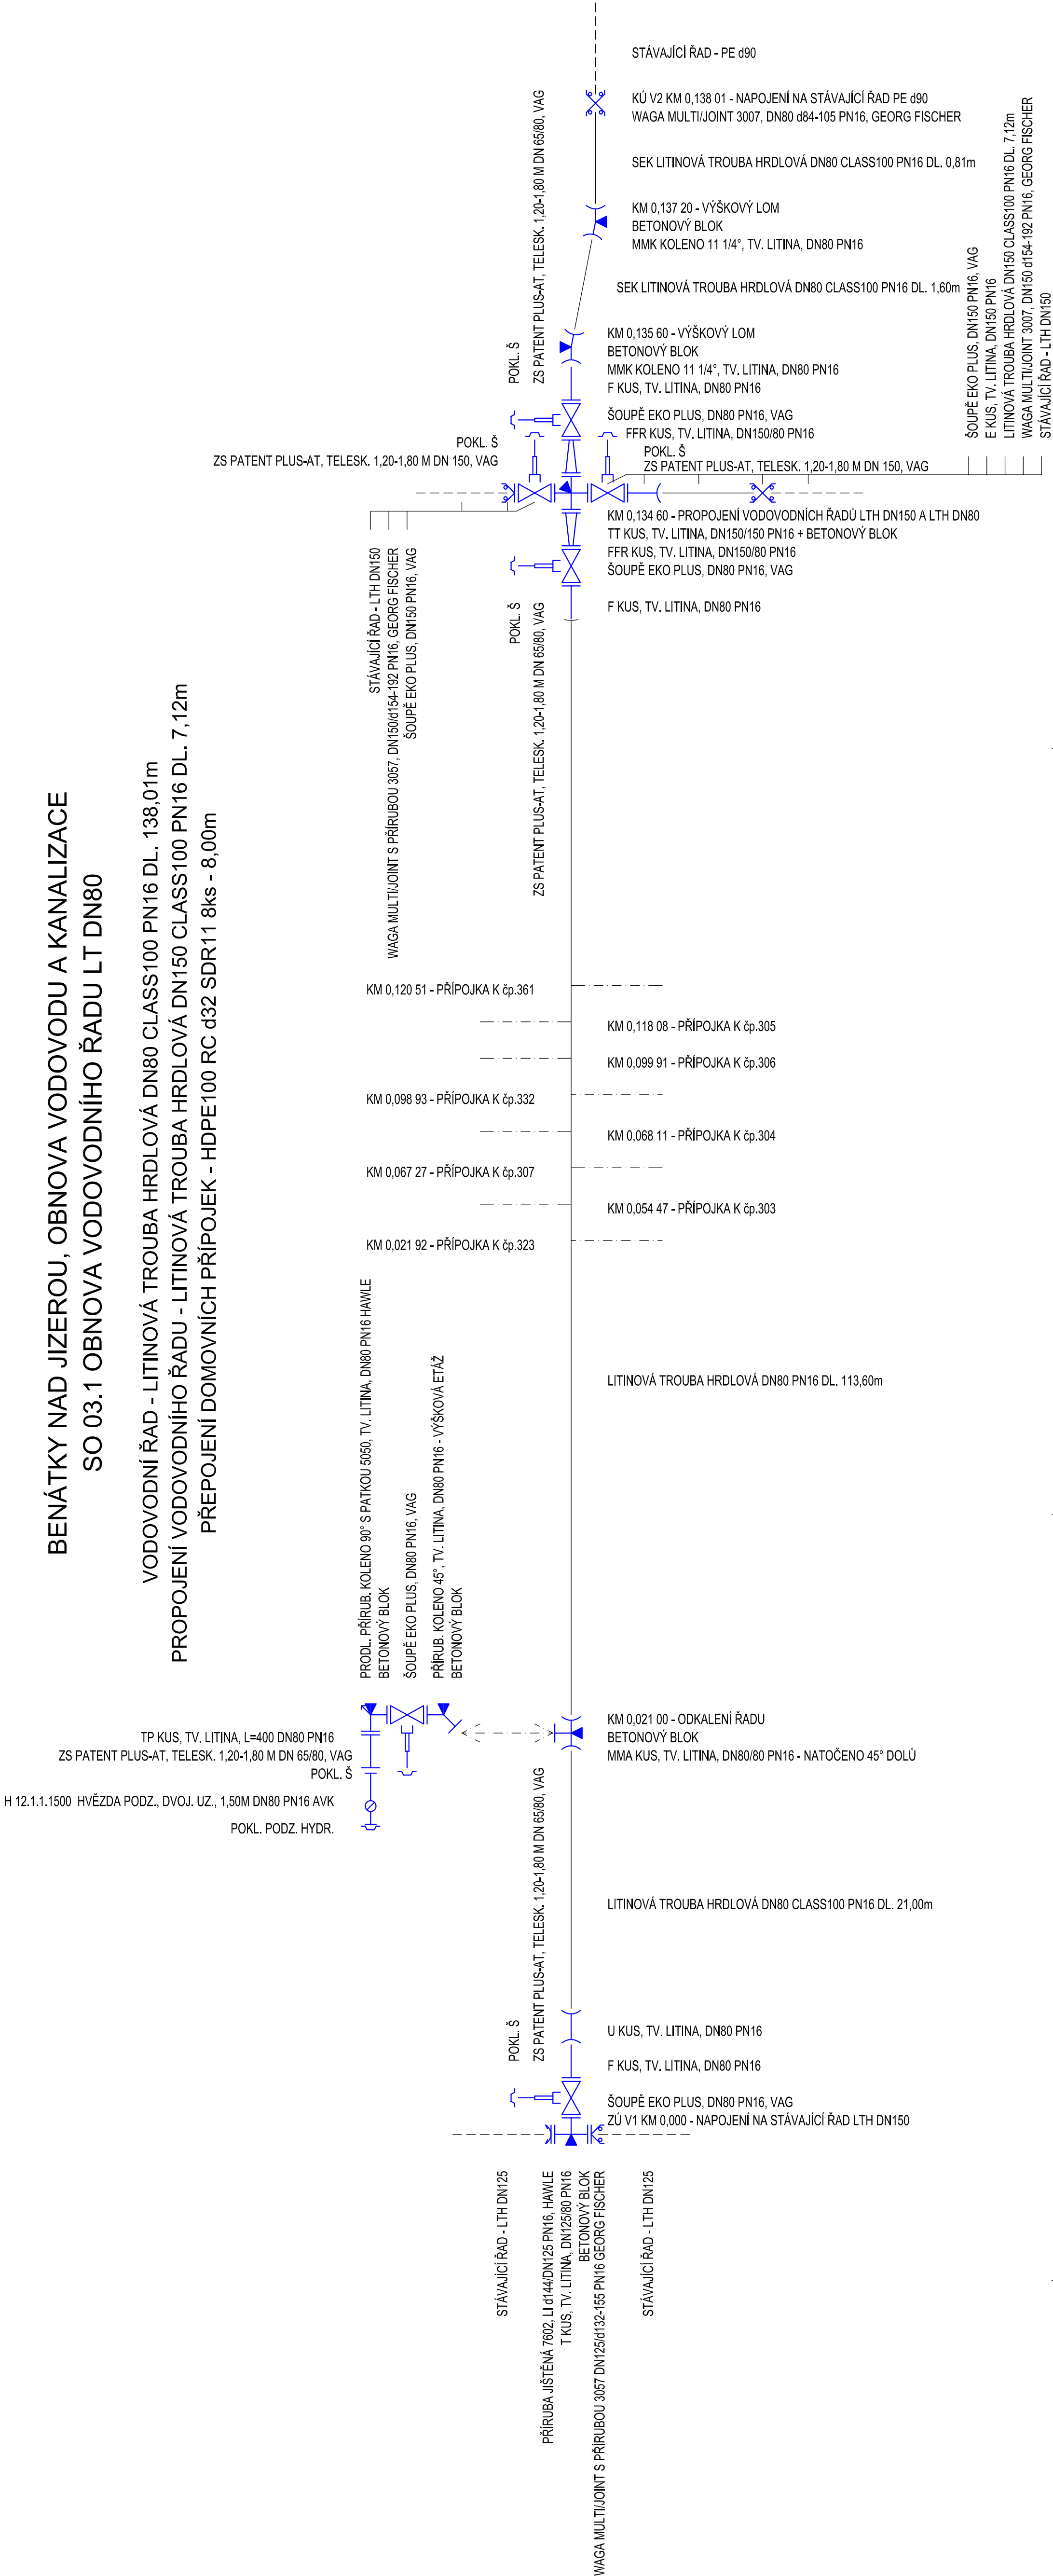 BENÁTKY NAD JIZEROU, OBNOVA VODOVODU A KANALIZACE
SO 03.1 OBNOVA VODOVODNÍHO ŘADU LT DN80
VODOVODNÍ ŘAD - LITINOVÁ TROUBA HRDLOVÁ DN80 CLASS100 PN16 DL. 138,01m
PROPOJENÍ VODOVODNÍHO ŘADU - LITINOVÁ TROUBA HRDLOVÁ DN150 CLASS100 PN16 DL. 7,12m
PŘEPOJENÍ DOMOVNÍCH PŘÍPOJEK - HDPE100 RC d32 SDR11 8ks - 8,00m
STÁVAJÍCÍ ŘAD - PE d90
KÚ V2 KM 0,138 01 - NAPOJENÍ NA STÁVAJÍCÍ ŘAD PE d90
WAGA MULTI/JOINT 3007, DN80 d84-105 PN16, GEORG FISCHER
SEK LITINOVÁ TROUBA HRDLOVÁ DN80 CLASS100 PN16 DL. 0,81m
KM 0,137 20 - VÝŠKOVÝ LOM
BETONOVÝ BLOK
MMK KOLENO 11 1/4°, TV. LITINA, DN80 PN16
SEK LITINOVÁ TROUBA HRDLOVÁ DN80 CLASS100 PN16 DL. 1,60m
KM 0,135 60 - VÝŠKOVÝ LOM
BETONOVÝ BLOK
MMK KOLENO 11 1/4°, TV. LITINA, DN80 PN16
F KUS, TV. LITINA, DN80 PN16
POKL. Š
ZS PATENT PLUS-AT, TELESK. 1,20-1,80 M DN 65/80, VAG
ŠOUPĚ EKO PLUS, DN80 PN16, VAG
FFR KUS, TV. LITINA, DN150/80 PN16
POKL. Š
ZS PATENT PLUS-AT, TELESK. 1,20-1,80 M DN 150, VAG
POKL. Š
ZS PATENT PLUS-AT, TELESK. 1,20-1,80 M DN 150, VAG
ŠOUPĚ EKO PLUS, DN150 PN16, VAG
E KUS, TV. LITINA, DN150 PN16
LITINOVÁ TROUBA HRDLOVÁ DN150 CLASS100 PN16 DL. 7,12m
WAGA MULTI/JOINT 3007, DN150 d154-192 PN16, GEORG FISCHER
STÁVAJÍCÍ ŘAD - LTH DN150
KM 0,134 60 - PROPOJENÍ VODOVODNÍCH ŘADŮ LTH DN150 A LTH DN80
TT KUS, TV. LITINA, DN150/150 PN16 + BETONOVÝ BLOK
FFR KUS, TV. LITINA, DN150/80 PN16
ŠOUPĚ EKO PLUS, DN80 PN16, VAG
F KUS, TV. LITINA, DN80 PN16
STÁVAJÍCÍ ŘAD - LTH DN150
WAGA MULTI/JOINT S PŘÍRUBOU 3057, DN150/d154-192 PN16, GEORG FISCHER
ŠOUPĚ EKO PLUS, DN150 PN16, VAG
POKL. Š
ZS PATENT PLUS-AT, TELESK. 1,20-1,80 M DN 65/80, VAG
KM 0,120 51 - PŘÍPOJKA K čp.361
KM 0,118 08 - PŘÍPOJKA K čp.305
KM 0,099 91 - PŘÍPOJKA K čp.306
KM 0,098 93 - PŘÍPOJKA K čp.332
KM 0,068 11 - PŘÍPOJKA K čp.304
KM 0,067 27 - PŘÍPOJKA K čp.307
KM 0,054 47 - PŘÍPOJKA K čp.303
KM 0,021 92 - PŘÍPOJKA K čp.323
LITINOVÁ TROUBA HRDLOVÁ DN80 PN16 DL. 113,60m
PRODL. PŘÍRUB. KOLENO 90° S PATKOU 5050, TV. LITINA, DN80 PN16 HAWLE
BETONOVÝ BLOK
ŠOUPĚ EKO PLUS, DN80 PN16, VAG
PŘÍRUB. KOLENO 45°, TV. LITINA, DN80 PN16 - VÝŠKOVÁ ETÁŽ
BETONOVÝ BLOK
KM 0,021 00 - ODKALENÍ ŘADU
BETONOVÝ BLOK
MMA KUS, TV. LITINA, DN80/80 PN16 - NATOČENO 45° DOLŮ
TP KUS, TV. LITINA, L=400 DN80 PN16
ZS PATENT PLUS-AT, TELESK. 1,20-1,80 M DN 65/80, VAG
POKL. Š
H 12.1.1.1500 HVĚZDA PODZ., DVOJ. UZ., 1,50M DN80 PN16 AVK
POKL. PODZ. HYDR.
LITINOVÁ TROUBA HRDLOVÁ DN80 CLASS100 PN16 DL. 21,00m
POKL. Š
ZS PATENT PLUS-AT, TELESK. 1,20-1,80 M DN 65/80, VAG
U KUS, TV. LITINA, DN80 PN16
F KUS, TV. LITINA, DN80 PN16
ŠOUPĚ EKO PLUS, DN80 PN16, VAG
ZÚ V1 KM 0,000 - NAPOJENÍ NA STÁVAJÍCÍ ŘAD LTH DN150
STÁVAJÍCÍ ŘAD - LTH DN125
PŘÍRUBA JIŠTĚNÁ 7602, LI d144/DN125 PN16, HAWLE
T KUS, TV. LITINA, DN125/80 PN16
BETONOVÝ BLOK
WAGA MULTI/JOINT S PŘÍRUBOU 3057 DN125/d132-155 PN16 GEORG FISCHER
STÁVAJÍCÍ ŘAD - LTH DN125